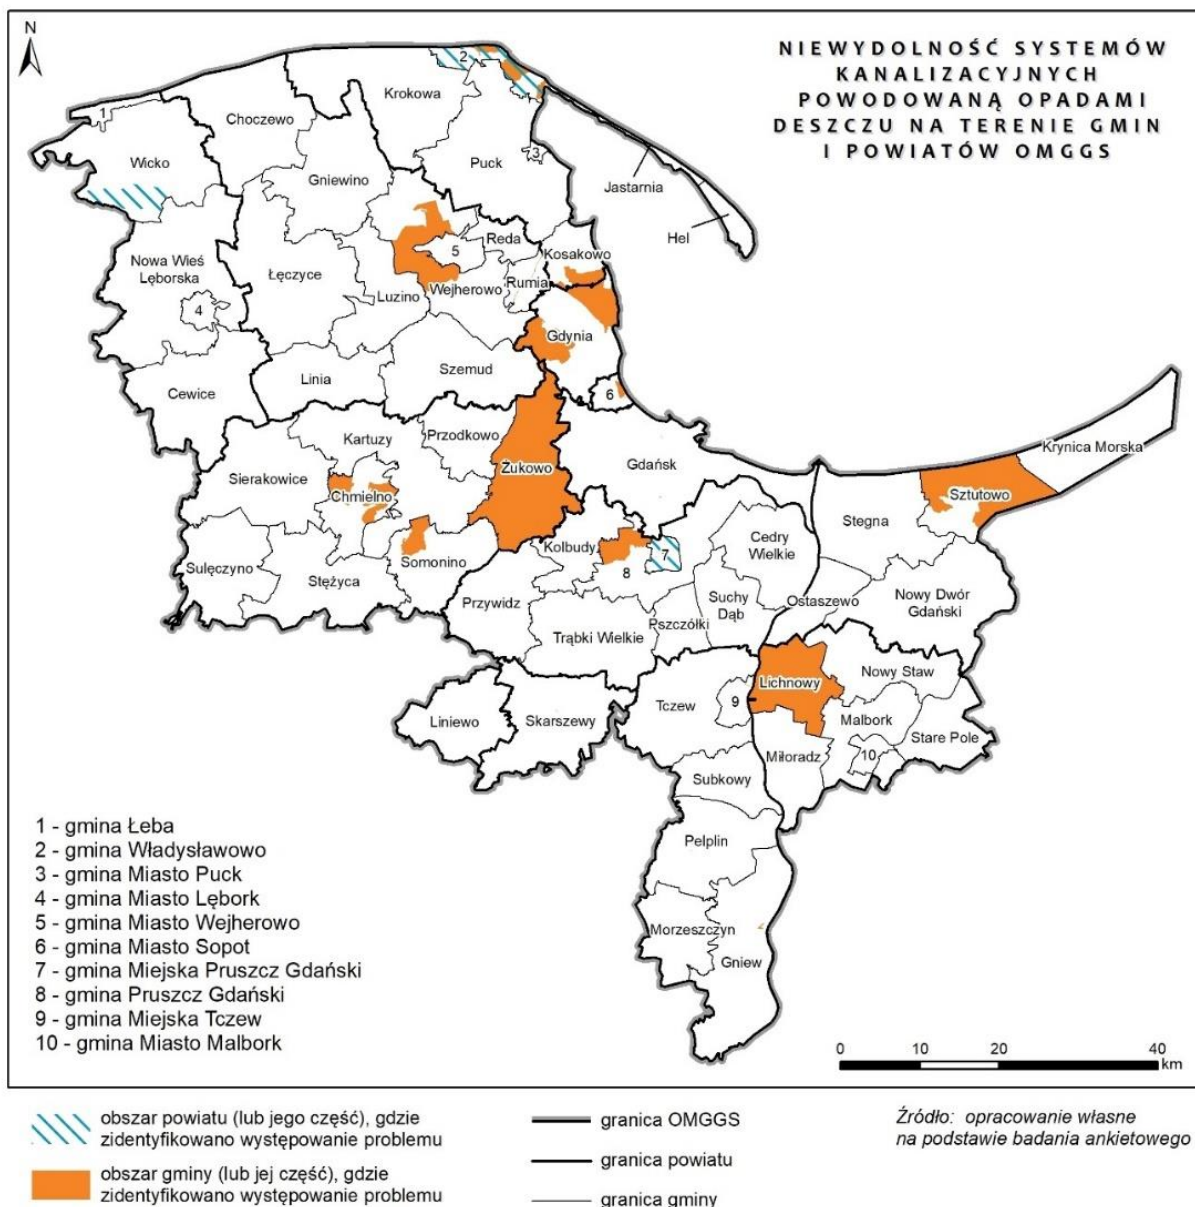 N
NIEWYDOLNOŚĆ SYSTEMÓW
KANALIZACYJNYCH
POWODOWANĄ OPADAMI
DESZCZU NA TERENIE GMIN
I POWIATÓW OMGGS
2
Krokowa
1
Choczewo
Wicko
3
Puck
Gniewino
Jastarnia
Hel
Reda
5
Kosakowo
Nowa Wieś
Lęborska
Łęczyce
Rumia
Luzino
Wejherowo
4
Gdynia
Szemud
Linia
Cewice
6
Kartuzy
Przodkowo
Krynica Morska
Żukowo
Gdańsk
Sierakowice
Chmielno
Sztutowo
Stegna
Cedry
Wielkie
Kolbudy
7
Somonino
8
Sulęczyno
Stężyca
Nowy Dwór
Gdański
Suchy
Dąb
Ostaszewo
Przywidz
Pszczółki
Trąbki Wielkie
Nowy Staw
Lichnowy
9
Tczew
Liniewo
Skarszewy
Malbork
Stare Pole
Miłoradz
10
Subkowy
Pelplin
Morzeszczyn
Gniew
1 - gmina Łeba
2 - gmina Władysławowo
3 - gmina Miasto Puck
4 - gmina Miasto Lębork
5 - gmina Miasto Wejherowo
6 - gmina Miasto Sopot
7 - gmina Miejska Pruszcz Gdański
8 - gmina Pruszcz Gdański
9 - gmina Miejska Tczew
10 - gmina Miasto Malbork
0 10 20 40
km
obszar powiatu (lub jego część), gdzie
zidentyfikowano występowanie problemu
obszar gminy (lub jej część), gdzie
zidentyfikowano występowanie problemu
granica OMGGS
granica powiatu
granica gminy
Źródło: opracowanie własne
na podstawie badania ankietowego